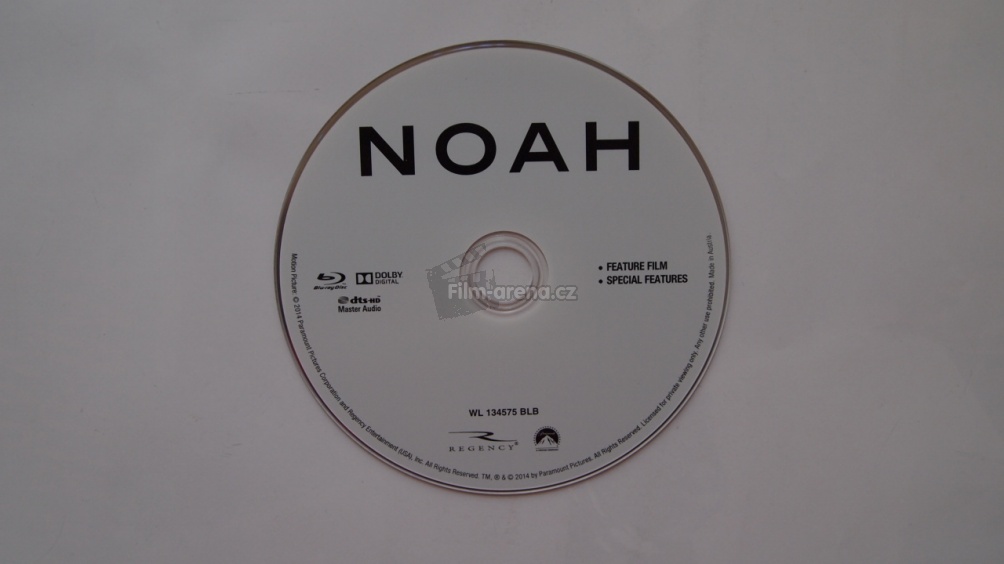 NOAH
Blu-ray Disc
DOLBY
DIGITAL
dts-HD
Master Audio
Film-arena.cz
• FEATURE FILM
• SPECIAL FEATURES
WL 134575 BLB
REGENCY®
Motion Picture: © 2014 Paramount Pictures Corporation and Regency Entertainment (USA), Inc. All Rights Reserved. TM, ® & © 2014 by Paramount Pictures. All Rights Reserved. Licensed for private viewing only. Any other use prohibited. Made in Austria.